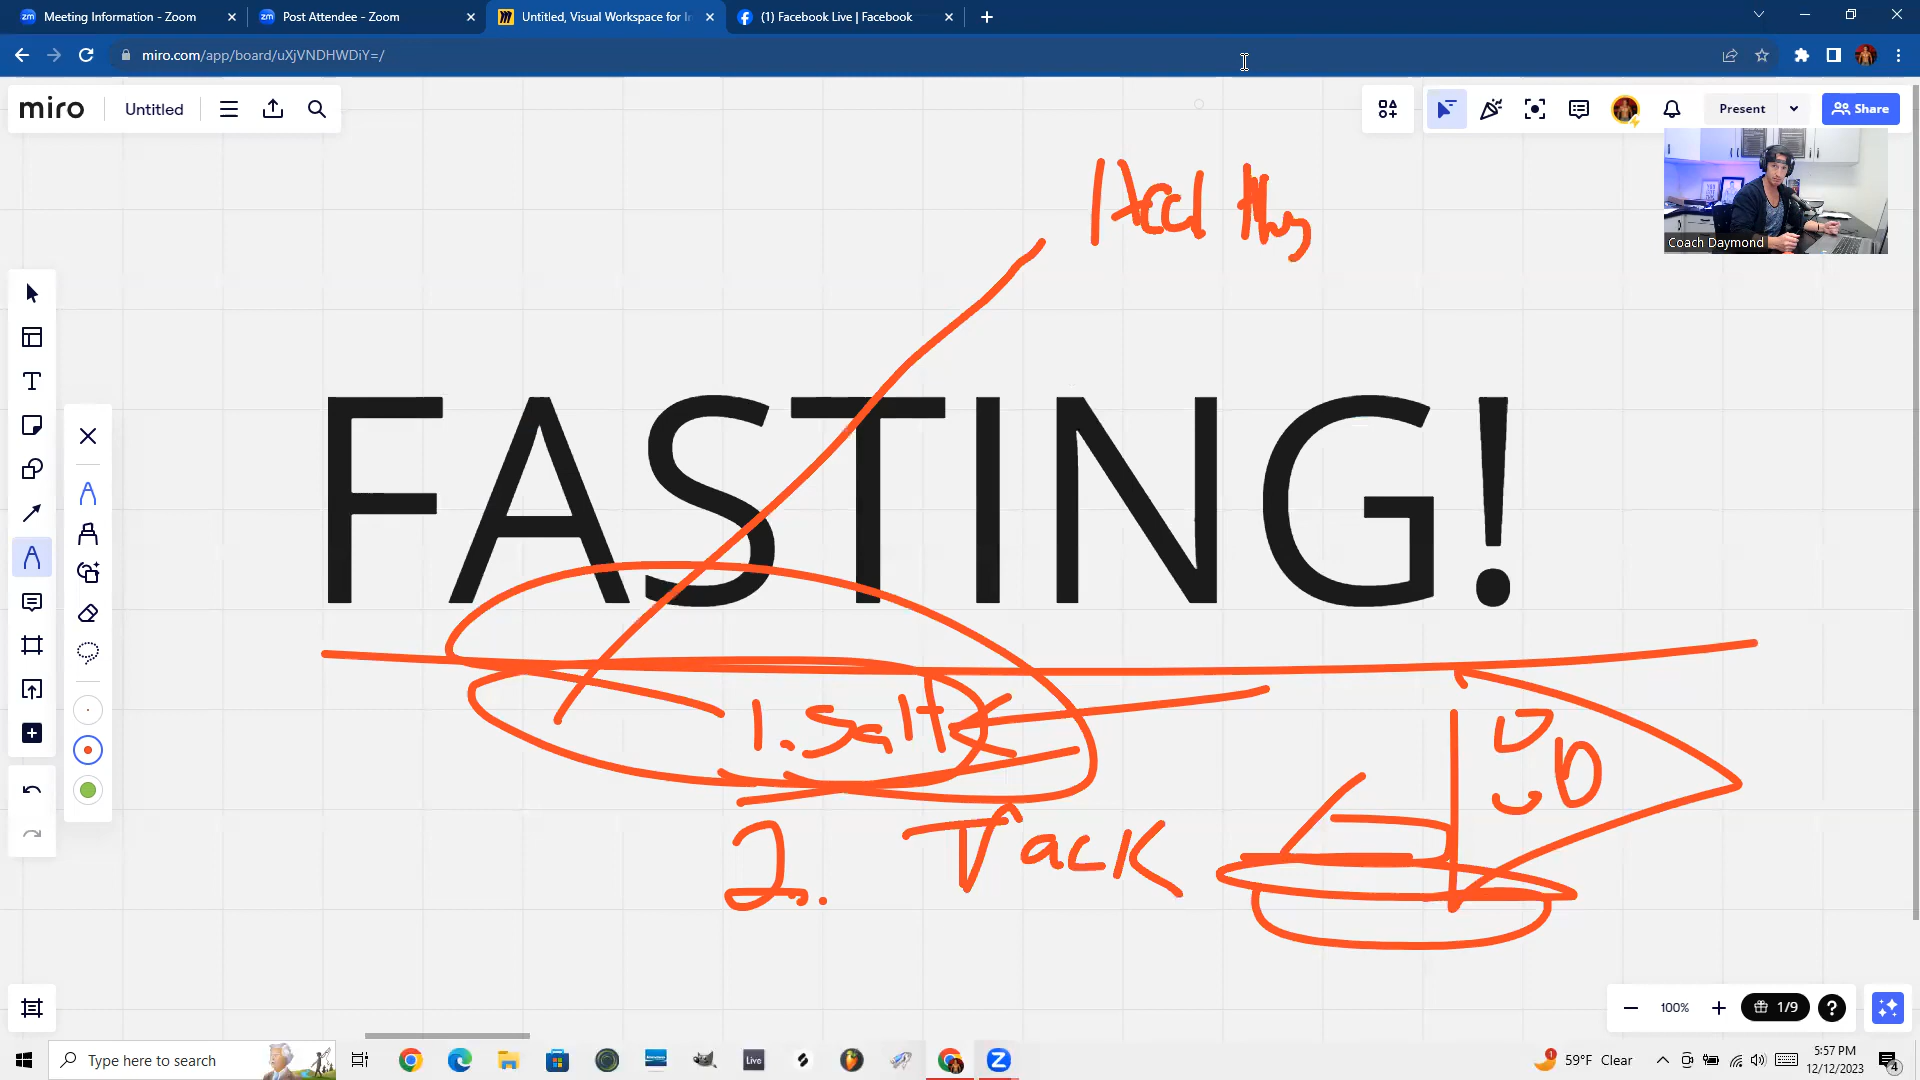 Meeting Information - Zoom
Post Attendee - Zoom
Untitled, Visual Workspace for I
(1) Facebook Live | Facebook
miro.com/app/board/uXjVNDHWDiY=/
miro
Untitled
Present
Share
Coach Daymond
FASTING!
1. Salt
2.
100%
1/9
Type here to search
Live
59°F Clear
5:57 PM
12/12/2023
4